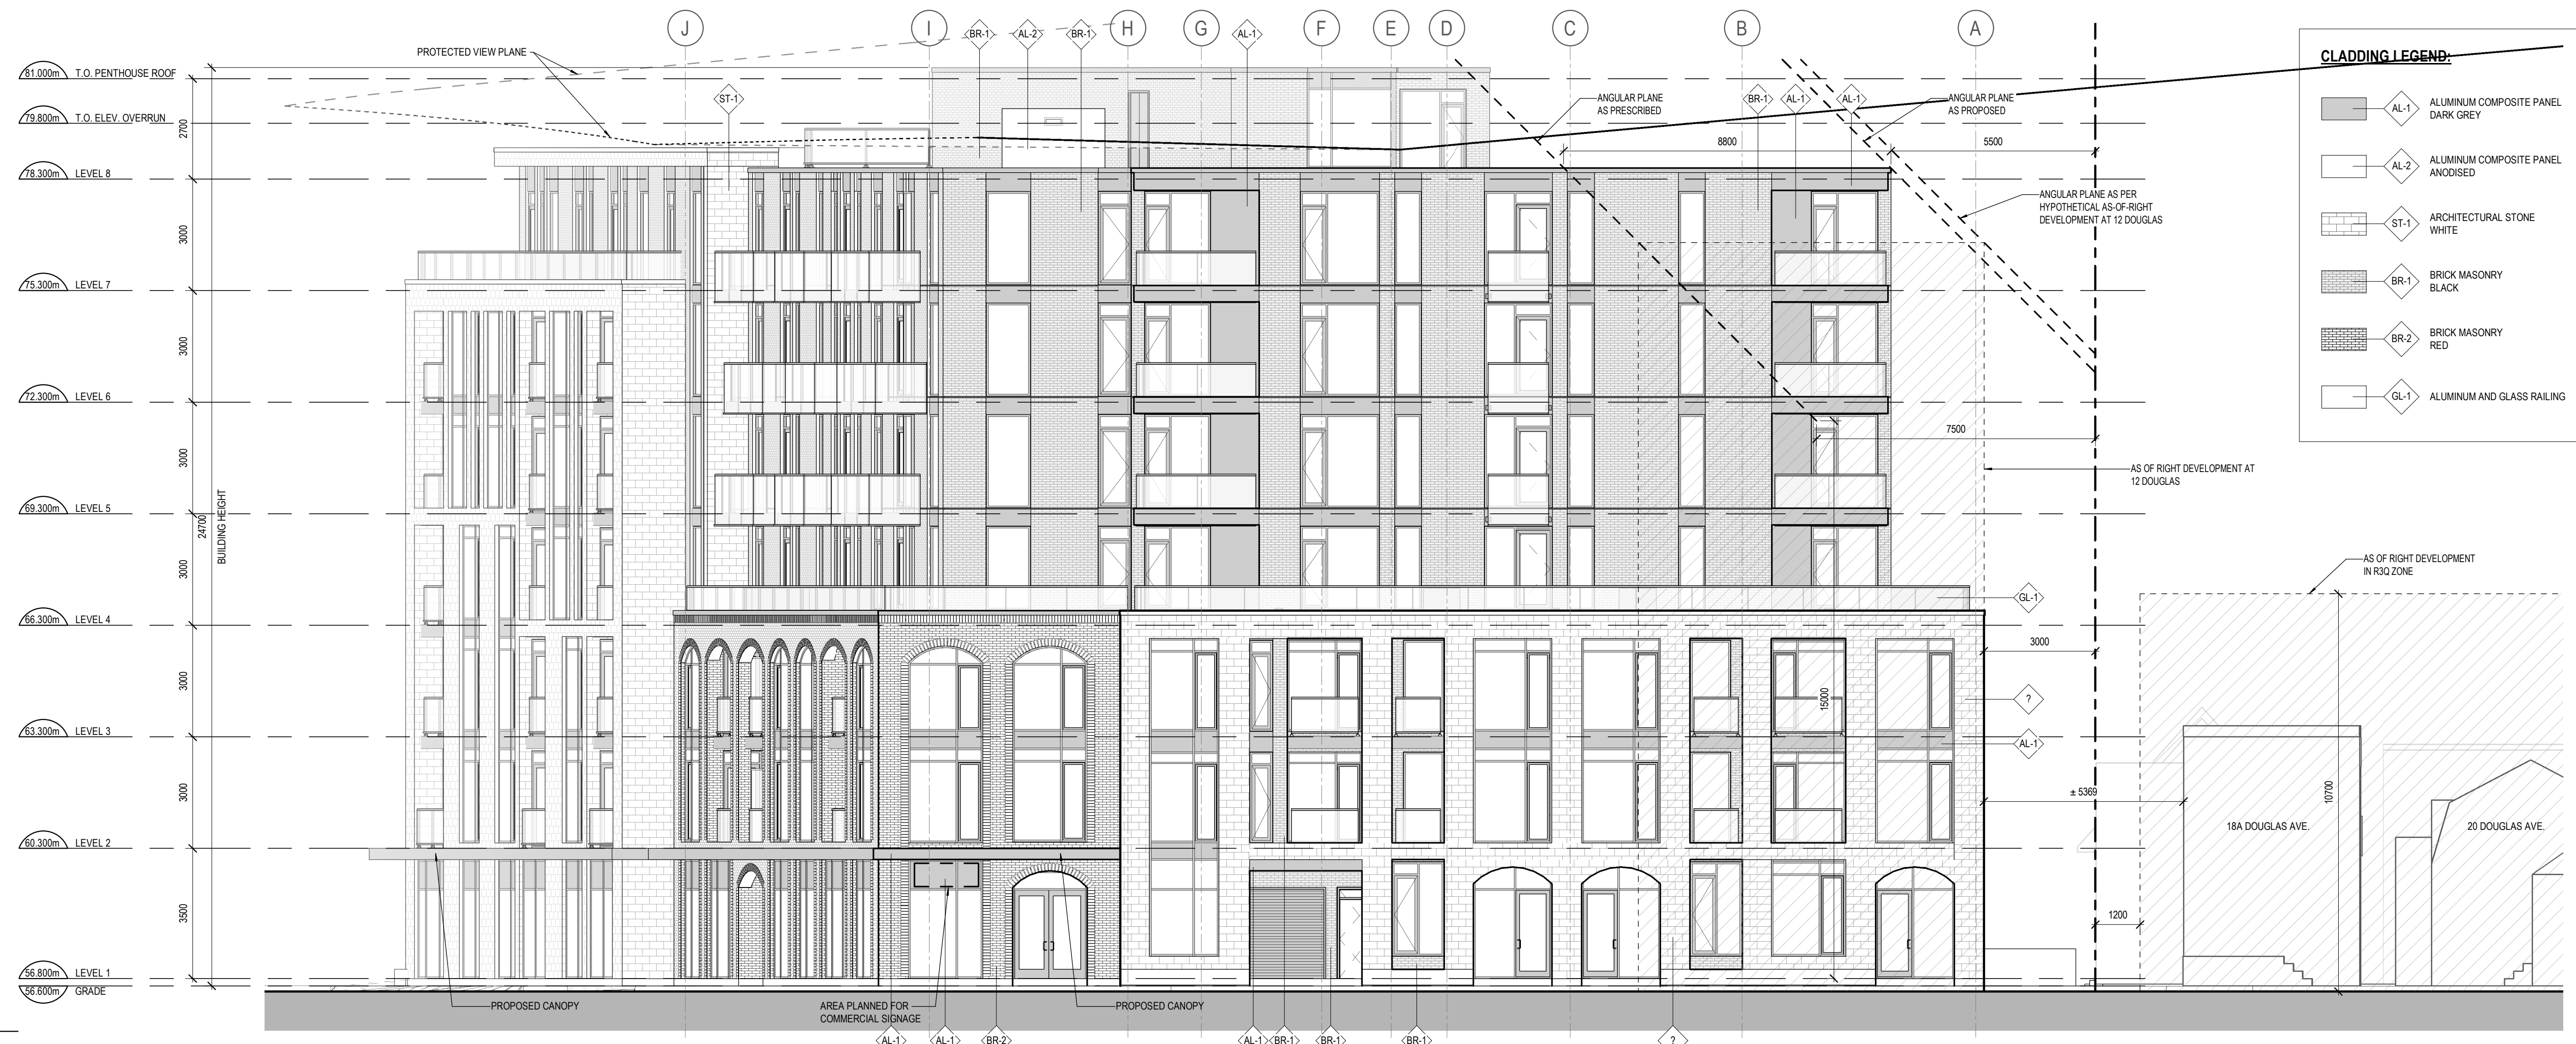 J
I
H
G
F
E
D
C
B
A
BR-1
AL-2
BR-1
AL-1
PROTECTED VIEW PLANE
CLADDING LEGEND:
81.000m T.O. PENTHOUSE ROOF
ST-1
ANGULAR PLANE
AS PRESCRIBED
BR-1
AL-1
AL-1
ANGULAR PLANE
AS PROPOSED
AL-1
ALUMINUM COMPOSITE PANEL
DARK GREY
79.800m T.O. ELEV. OVERRUN
2700
8800
5500
AL-2
ALUMINUM COMPOSITE PANEL
ANODISED
78.300m LEVEL 8
ANGULAR PLANE AS PER
HYPOTHETICAL AS-OF-RIGHT
DEVELOPMENT AT 12 DOUGLAS
ST-1
ARCHITECTURAL STONE
WHITE
3000
BR-1
BRICK MASONRY
BLACK
75.300m LEVEL 7
3000
BR-2
BRICK MASONRY
RED
72.300m LEVEL 6
GL-1
ALUMINUM AND GLASS RAILING
7500
3000
AS OF RIGHT DEVELOPMENT AT
12 DOUGLAS
69.300m LEVEL 5
24700
BUILDING HEIGHT
3000
AS OF RIGHT DEVELOPMENT
IN R3Q ZONE
GL-1
66.300m LEVEL 4
3000
3000
?
15000
63.300m LEVEL 3
AL-1
3000
± 5369
10700
18A DOUGLAS AVE.
20 DOUGLAS AVE.
60.300m LEVEL 2
3500
1200
56.800m LEVEL 1
56.600m GRADE
PROPOSED CANOPY
AREA PLANNED FOR
COMMERCIAL SIGNAGE
PROPOSED CANOPY
AL-1
AL-1
BR-2
AL-1
BR-1
BR-1
BR-1
?